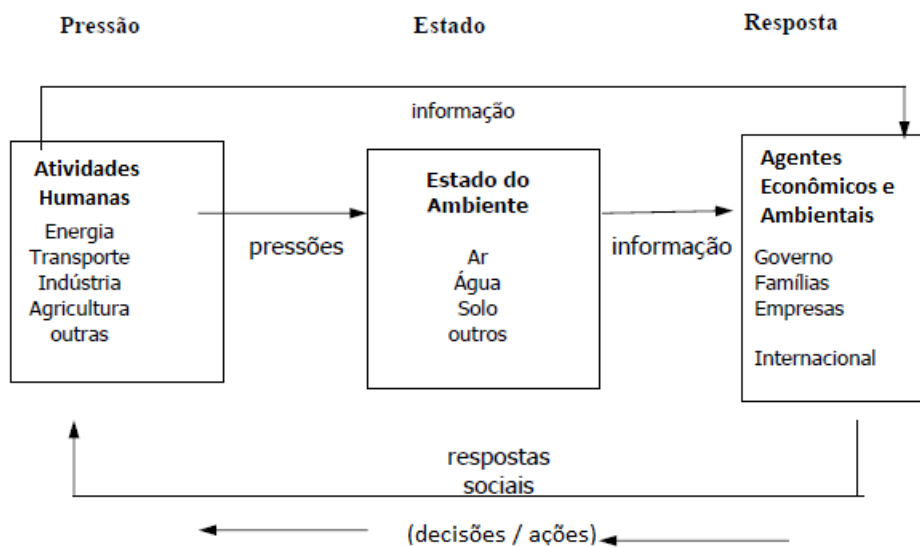 Pressão
Estado
Resposta
informação
Atividades
Humanas
Energia
Transporte
Indústria
Agricultura
outras
pressões
Estado do
Ambiente
Ar
Água
Solo
outros
informação
Agentes
Econômicos e
Ambientais
Governo
Famílias
Empresas
Internacional
respostas
sociais
(decisões / ações)